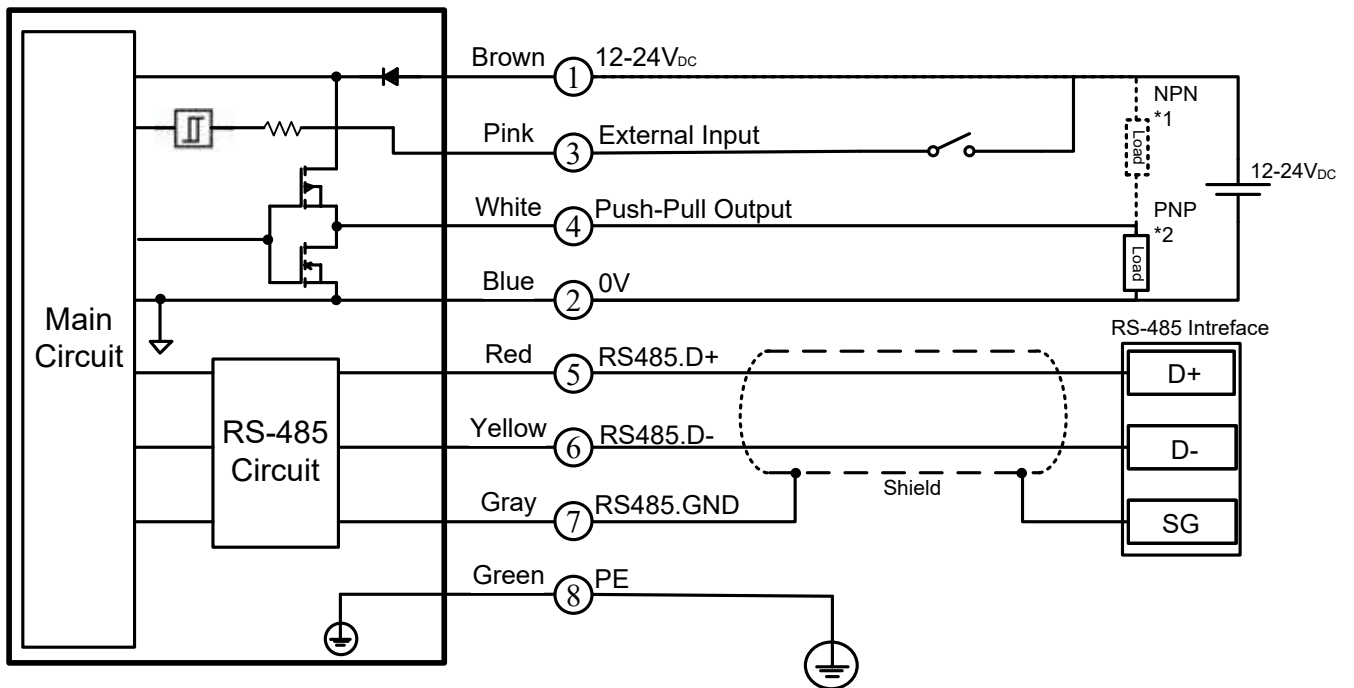 Brown ① 12-24VDC
NPN
*1
Load
Pink ③ External Input
12-24VDC
White ④ Push-Pull Output
PNP
*2
Load
Blue ② 0V
Main
Circuit
RS-485 Intreface
Red ⑤ RS485.D+
D+
RS-485
Circuit
Yellow ⑥ RS485.D-
D-
Shield
Gray ⑦ RS485.GND
SG
Green ⑧ PE